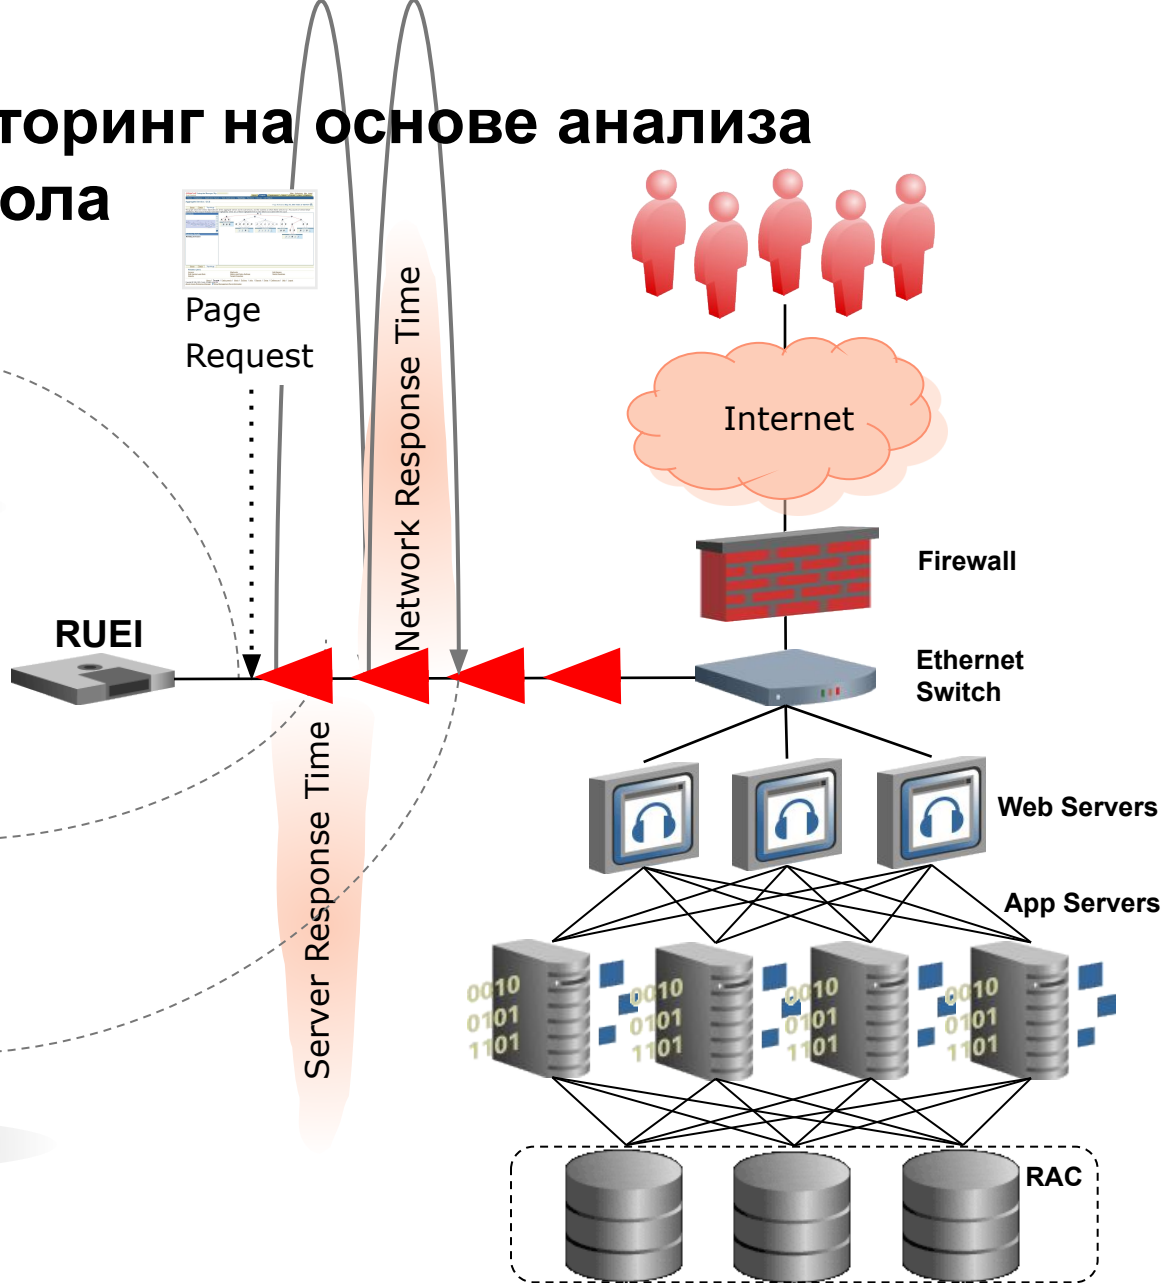 торинг на основе анализа
ола
Page
Request
Network Response Time
Internet
Firewall
RUEI
Ethernet
Switch
Server Response Time
Web Servers
App Servers
0010
0101
1101
0010
0101
1101
0010
0101
1101
0010
0101
1101
RAC